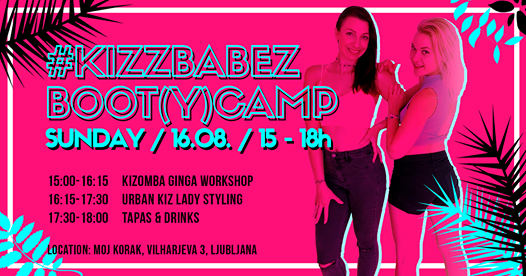 #KIZZBABEZ
BOOT(Y)CAMP
SUNDAY / 16.08. / 15 - 18h
15:00-16:15 KIZOMBA GINGA WORKSHOP
16:15-17:30 URBAN KIZ LADY STYLING
17:30-18:00 TAPAS & DRINKS
LOCATION: MOJ KORAK, VILHARJEVA 3, LJUBLJANA